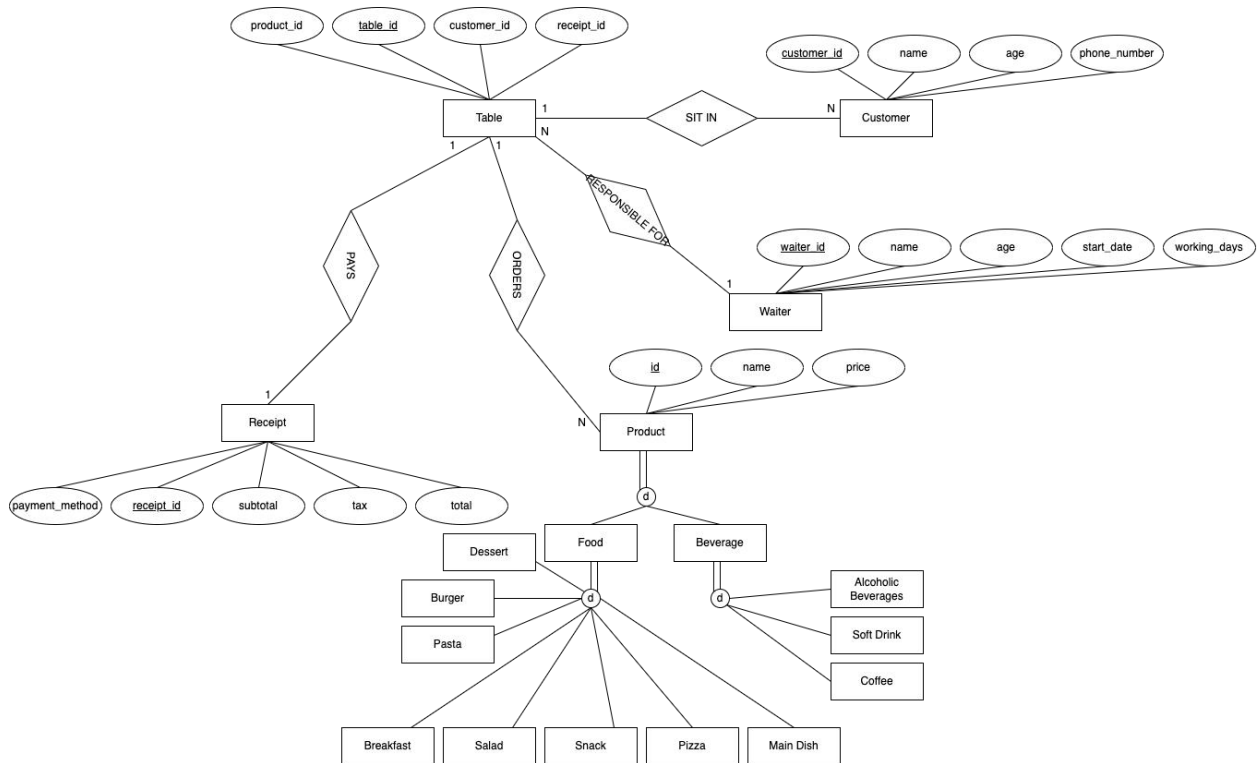 product_id
table_id
customer_id
receipt_id
customer_id
name
age
phone_number
Table
1
SIT IN
N
Customer
N
1
1
RESPONSIBLE FOR
PAYS
ORDERS
waiter_id
name
age
start_date
working_days
1
Waiter
id
name
price
1
Receipt
N
Product
payment_method
receipt_id
subtotal
tax
total
d
Food
Beverage
Dessert
Burger
d
d
Alcoholic
Beverages
Pasta
Soft Drink
Coffee
Breakfast
Salad
Snack
Pizza
Main Dish